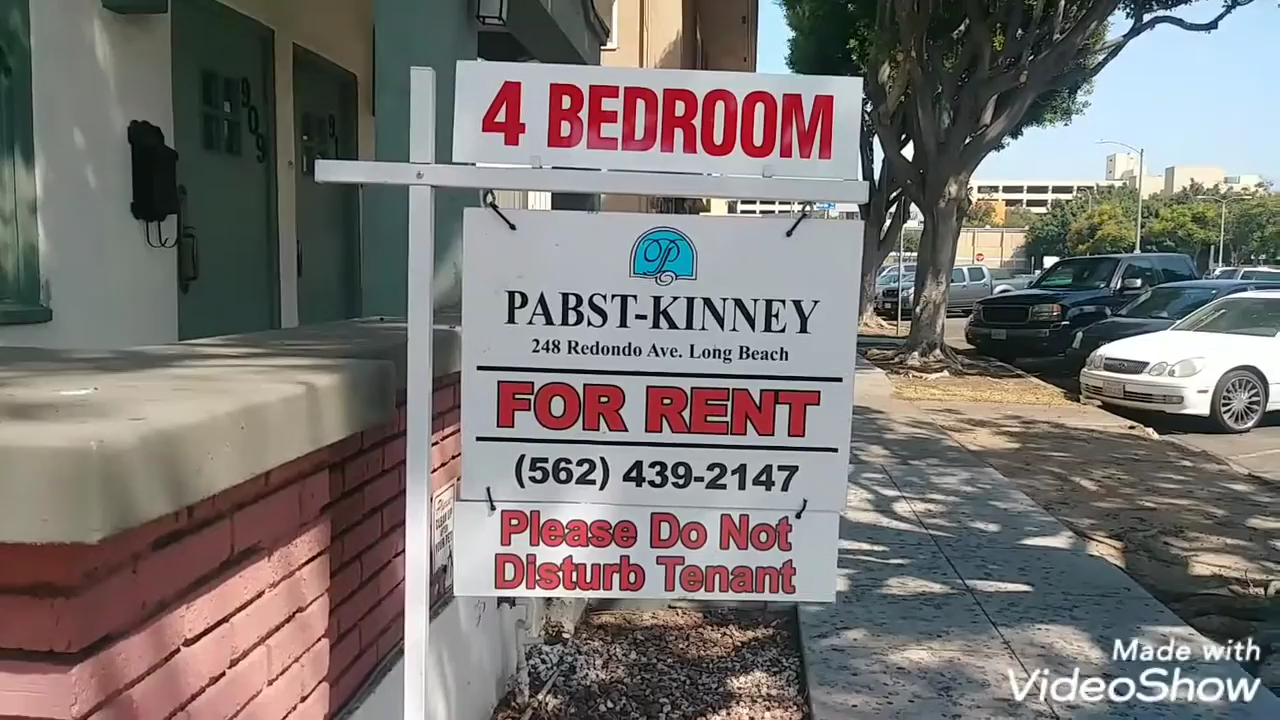 4 BEDROOM
P
PABST-KINNEY
248 Redondo Ave. Long Beach
FOR RENT
(562) 439-2147
Please Do Not
Disturb Tenant
909
Made with
VideoShow